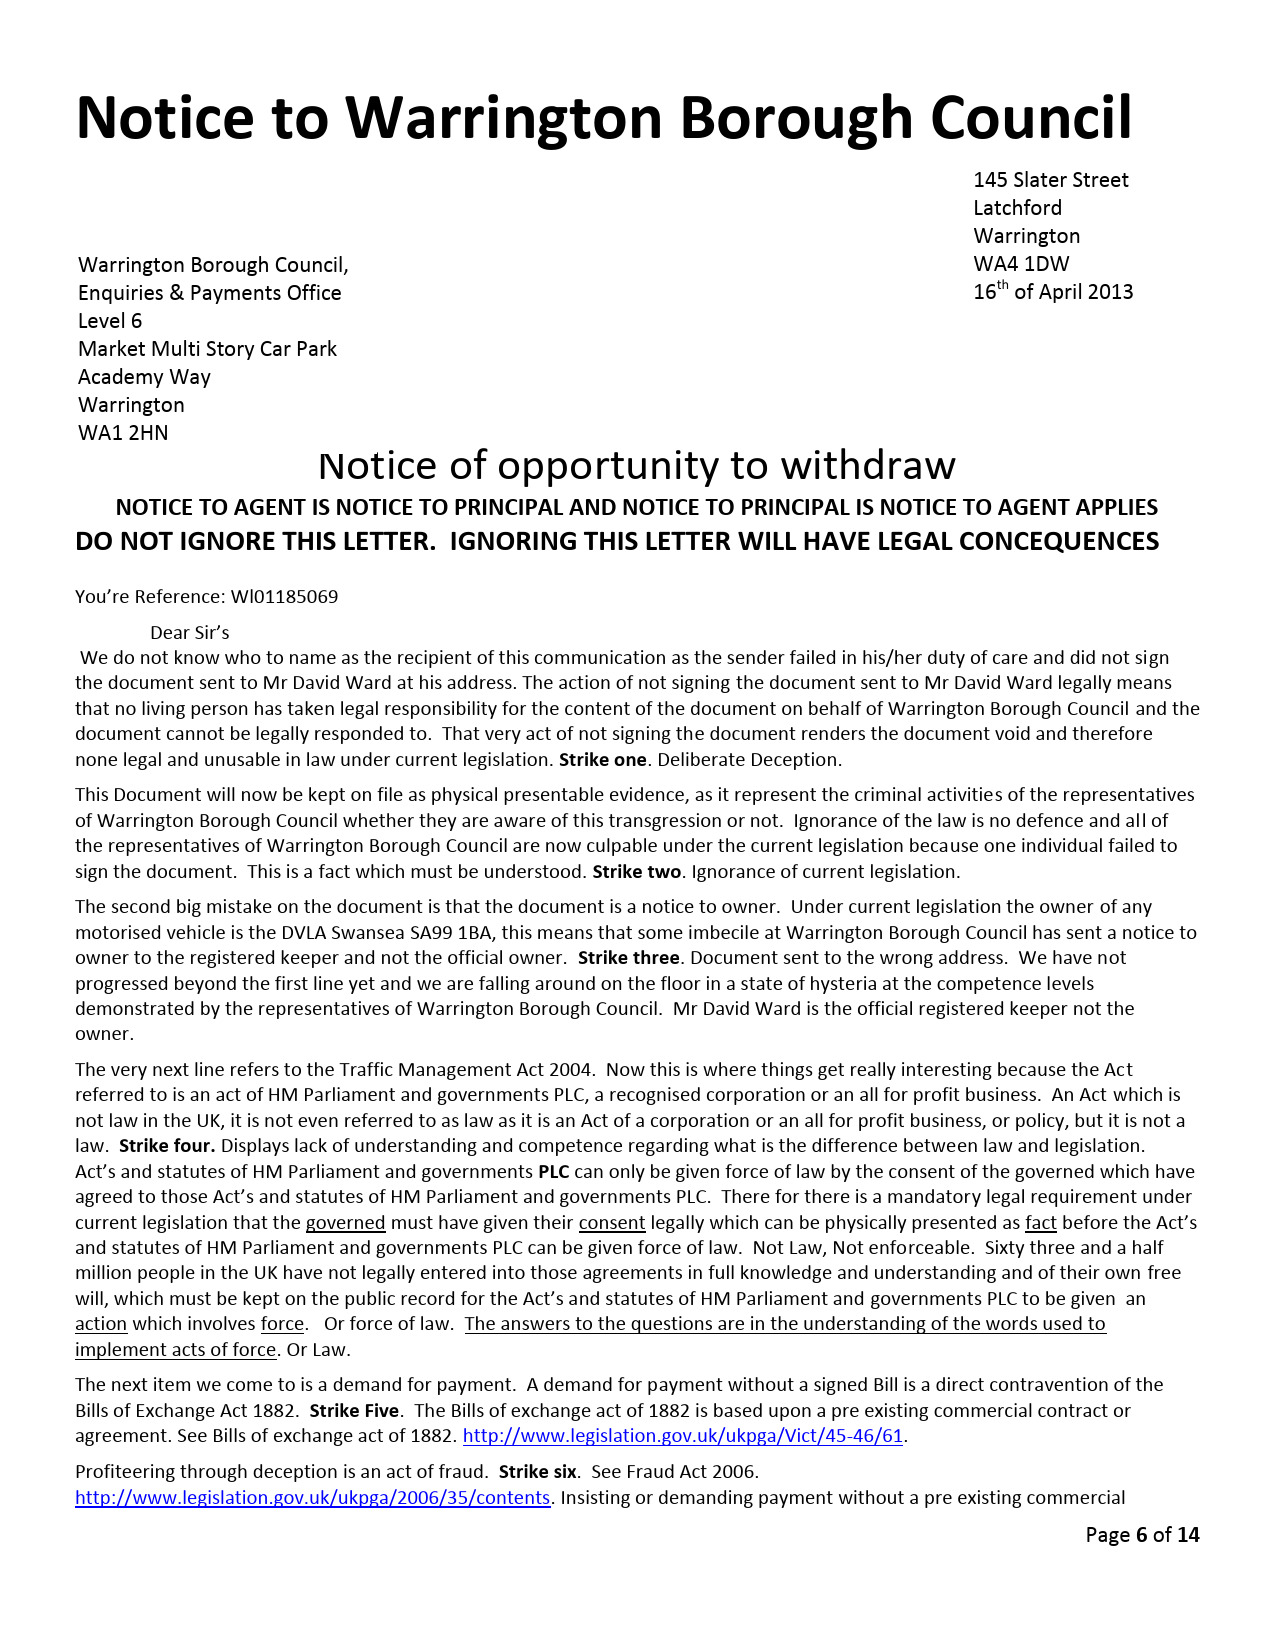 Notice to Warrington Borough Council
145 Slater Street
Latchford
Warrington
WA4 1DW
16th of April 2013
Warrington Borough Council,
Enquiries & Payments Office
Level 6
Market Multi Story Car Park
Academy Way
Warrington
WA1 2HN
Notice of opportunity to withdraw
NOTICE TO AGENT IS NOTICE TO PRINCIPAL AND NOTICE TO PRINCIPAL IS NOTICE TO AGENT APPLIES
DO NOT IGNORE THIS LETTER.  IGNORING THIS LETTER WILL HAVE LEGAL CONCEQUENCES
You’re Reference: Wl01185069
Dear Sir’s
We do not know who to name as the recipient of this communication as the sender failed in his/her duty of care and did not sign
the document sent to Mr David Ward at his address. The action of not signing the document sent to Mr David Ward legally means
that no living person has taken legal responsibility for the content of the document on behalf of Warrington Borough Council and the
document cannot be legally responded to.  That very act of not signing the document renders the document void and therefore
none legal and unusable in law under current legislation. Strike one. Deliberate Deception.
This Document will now be kept on file as physical presentable evidence, as it represent the criminal activities of the representatives
of Warrington Borough Council whether they are aware of this transgression or not.  Ignorance of the law is no defence and all of
the representatives of Warrington Borough Council are now culpable under the current legislation because one individual failed to
sign the document.  This is a fact which must be understood. Strike two. Ignorance of current legislation.
The second big mistake on the document is that the document is a notice to owner.  Under current legislation the owner of any
motorised vehicle is the DVLA Swansea SA99 1BA, this means that some imbecile at Warrington Borough Council has sent a notice to
owner to the registered keeper and not the official owner.  Strike three. Document sent to the wrong address.  We have not
progressed beyond the first line yet and we are falling around on the floor in a state of hysteria at the competence levels
demonstrated by the representatives of Warrington Borough Council.  Mr David Ward is the official registered keeper not the
owner.
The very next line refers to the Traffic Management Act 2004.  Now this is where things get really interesting because the Act
referred to is an act of HM Parliament and governments PLC, a recognised corporation or an all for profit business.  An Act which is
not law in the UK, it is not even referred to as law as it is an Act of a corporation or an all for profit business, or policy, but it is not a
law.  Strike four. Displays lack of understanding and competence regarding what is the difference between law and legislation.
Act’s and statutes of HM Parliament and governments PLC can only be given force of law by the consent of the governed which have
agreed to those Act’s and statutes of HM Parliament and governments PLC.  There for there is a mandatory legal requirement under
current legislation that the governed must have given their consent legally which can be physically presented as fact before the Act’s
and statutes of HM Parliament and governments PLC can be given force of law.  Not Law, Not enforceable.  Sixty three and a half
million people in the UK have not legally entered into those agreements in full knowledge and understanding and of their own free
will, which must be kept on the public record for the Act’s and statutes of HM Parliament and governments PLC to be given  an
action which involves force.   Or force of law.  The answers to the questions are in the understanding of the words used to
implement acts of force. Or Law.
The next item we come to is a demand for payment.  A demand for payment without a signed Bill is a direct contravention of the
Bills of Exchange Act 1882.  Strike Five.  The Bills of exchange act of 1882 is based upon a pre existing commercial contract or
agreement. See Bills of exchange act of 1882. http://www.legislation.gov.uk/ukpga/Vict/45-46/61.
Profiteering through deception is an act of fraud.  Strike six.  See Fraud Act 2006.
http://www.legislation.gov.uk/ukpga/2006/35/contents. Insisting or demanding payment without a pre existing commercial
Page 6 of 14